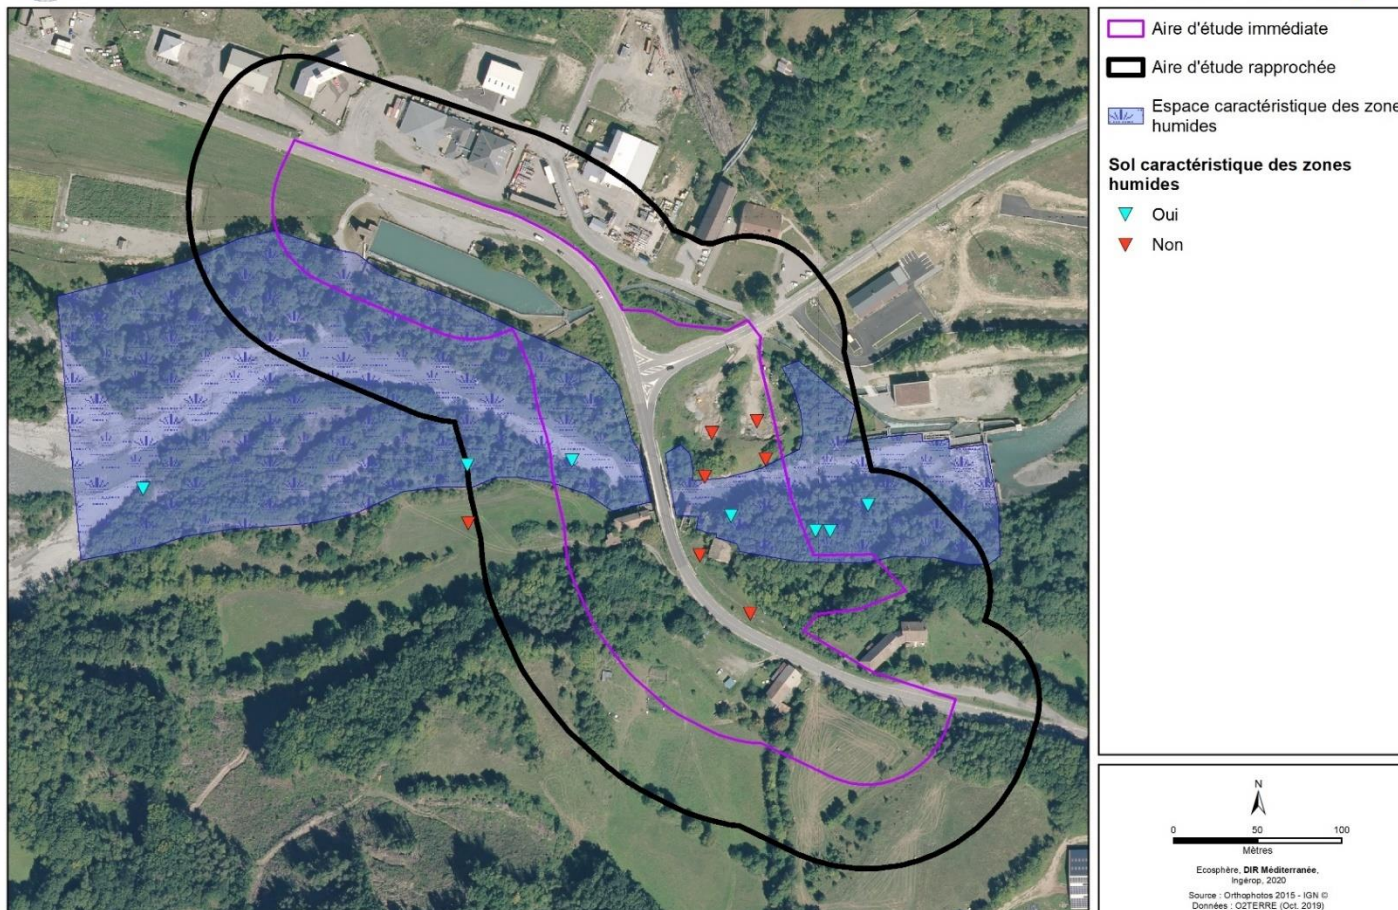 Aire d'étude immédiate
Aire d'étude rapprochée
Espace caractéristique des zone
humides
Sol caractéristique des zones
humides
Oui
Non
N
0 50 100
Mètres
Ecosphère, DIR Méditerranée,
Ingérop, 2020
Source : Orthophotos 2015 - IGN ©
Données : O2TERRE (Oct. 2019)